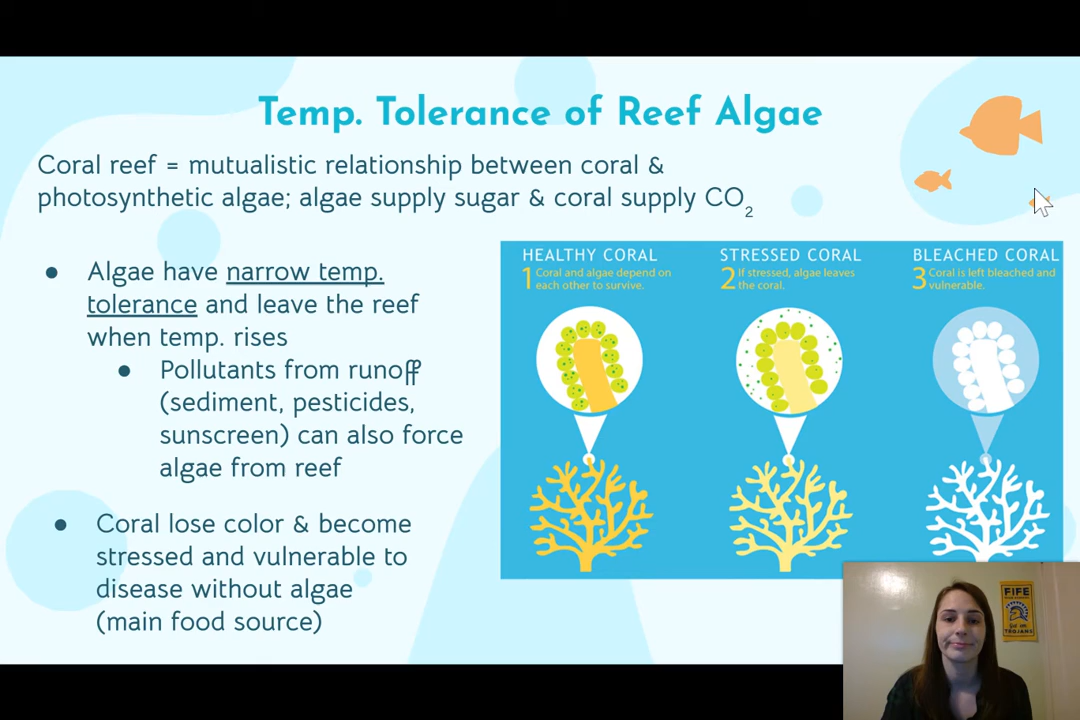 Temp. Tolerance of Reef Algae
Coral reef = mutualistic relationship between coral &
photosynthetic algae; algae supply sugar & coral supply CO2
● Algae have narrow temp.
tolerance and leave the reef
when temp. rises
● Pollutants from runoff
(sediment, pesticides,
sunscreen) can also force
algae from reef
● Coral lose color & become
stressed and vulnerable to
disease without algae
(main food source)
HEALTHY CORAL
1 Coral and algae depend on
each other to survive.
STRESSED CORAL
2 If stressed, algae leaves
the coral.
BLEACHED CORAL
3 Coral is left bleached and
vulnerable.
FIFE
TROJANS